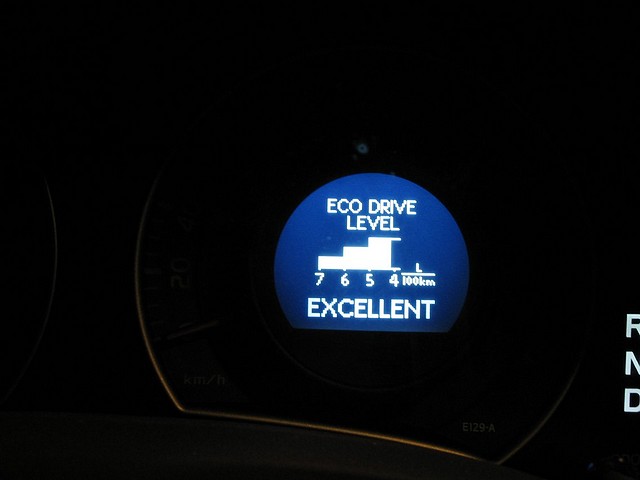 ECO DRIVE
LEVEL
7 6 5 4 L
100km
EXCELLENT
20
km/h
E129-A
R
N
D